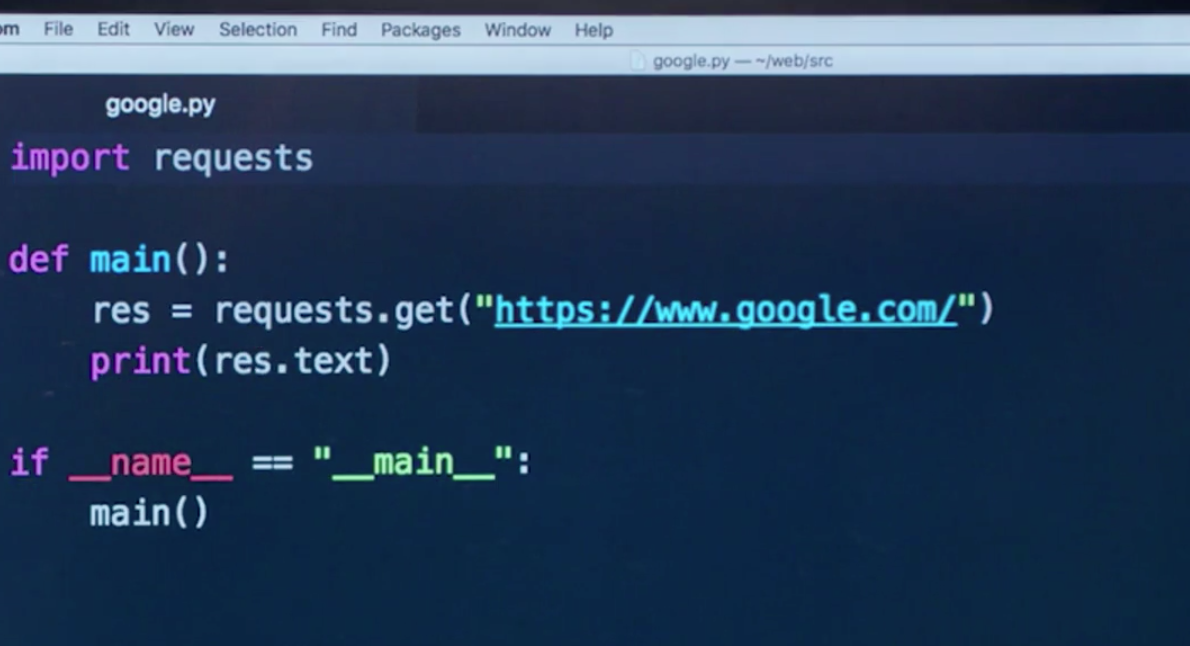 File Edit View Selection Find Packages Window Help
google.py — ~/web/src
google.py
import requests
def main():
    res = requests.get("https://www.google.com/")
    print(res.text)
if __name__ == "__main__":
    main()